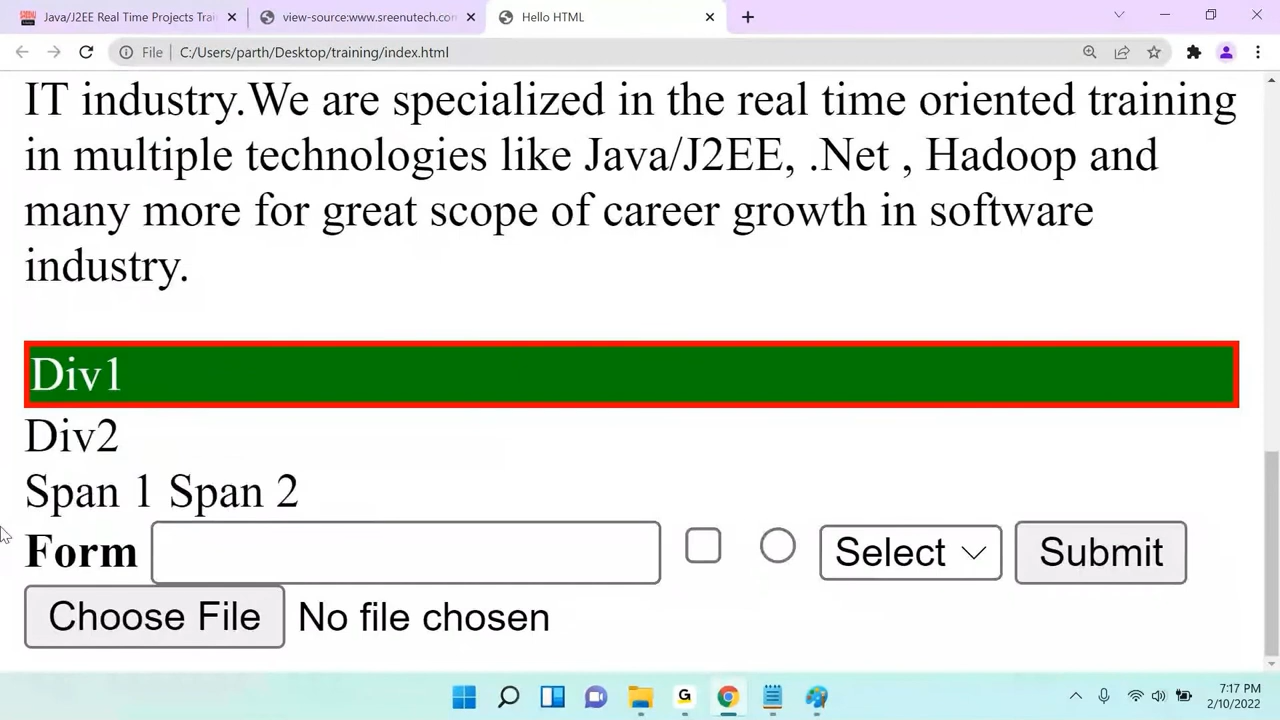 Java/J2EE Real Time Projects Trai
view-source:www.sreenutech.co
Hello HTML
File
C:/Users/parth/Desktop/training/index.html
IT industry.We are specialized in the real time oriented training
in multiple technologies like Java/J2EE, .Net , Hadoop and
many more for great scope of career growth in software
industry.
Div1
Div2
Span 1 Span 2
Form Select Submit
Choose File No file chosen
G
7:17 PM
2/10/2022